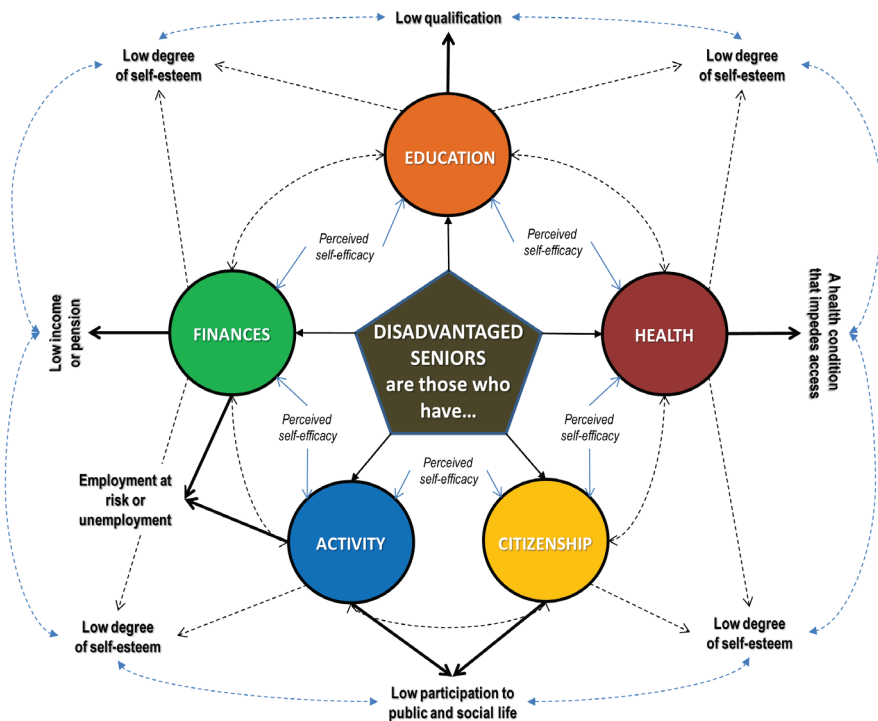 Low qualification
Low degree
of self-esteem
Low degree
of self-esteem
EDUCATION
Perceived
self-efficacy
Perceived
self-efficacy
Low income
or pension
FINANCES
DISADVANTAGED
SENIORS
are those who
have...
HEALTH
A health condition
that impedes access
Perceived
self-efficacy
Perceived
self-efficacy
Perceived
self-efficacy
Employment at
risk or
unemployment
ACTIVITY
CITIZENSHIP
Low degree
of self-esteem
Low degree
of self-esteem
Low participation to
public and social life